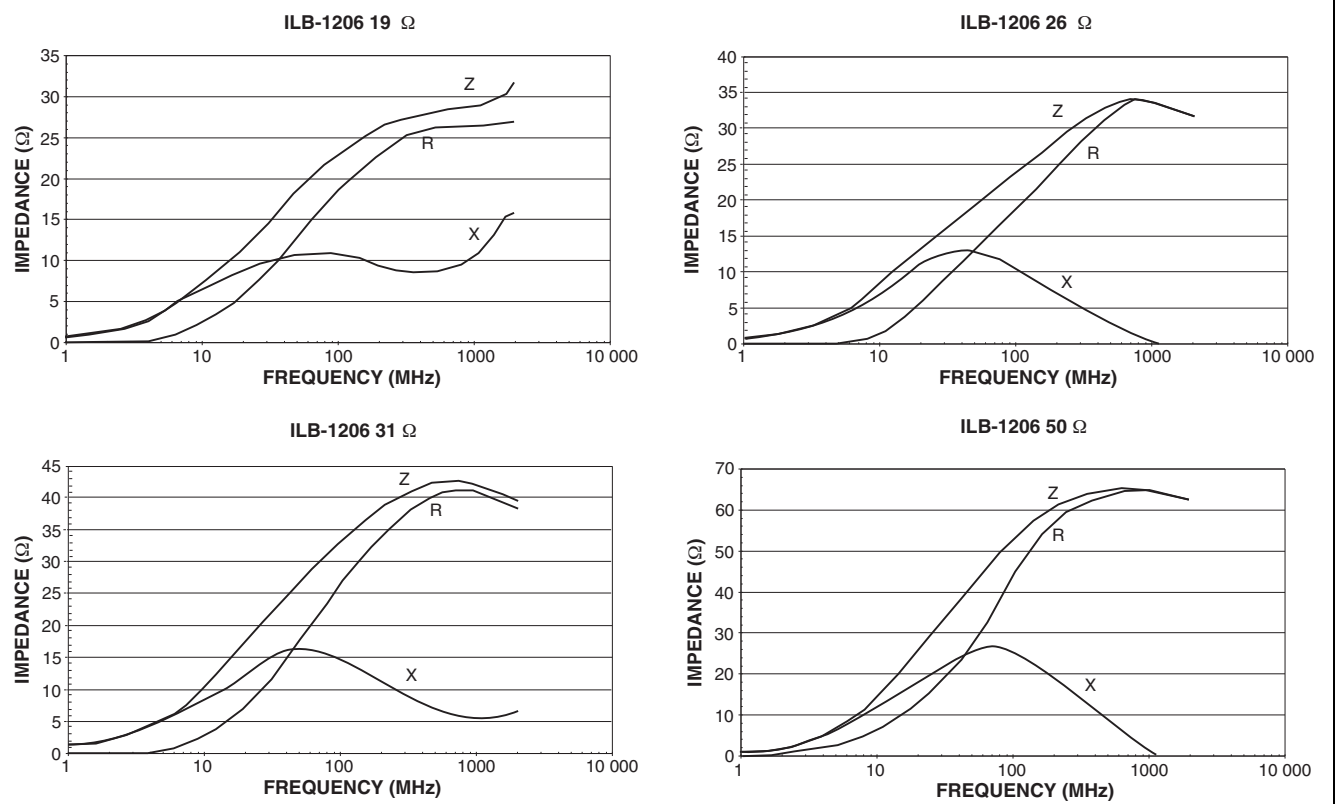 ILB-1206 19 Ω
35
30
25
20
15
10
5
0
IMPEDANCE (Ω)
Z
R
X
1
10
100
1000
10 000
FREQUENCY (MHz)
ILB-1206 26 Ω
40
35
30
25
20
15
10
5
0
IMPEDANCE (Ω)
Z
R
X
1
10
100
1000
10 000
FREQUENCY (MHz)
ILB-1206 31 Ω
45
40
35
30
25
20
15
10
5
0
IMPEDANCE (Ω)
Z
R
X
1
10
100
1000
10 000
FREQUENCY (MHz)
ILB-1206 50 Ω
70
60
50
40
30
20
10
0
IMPEDANCE (Ω)
Z
R
X
1
10
100
1000
10 000
FREQUENCY (MHz)